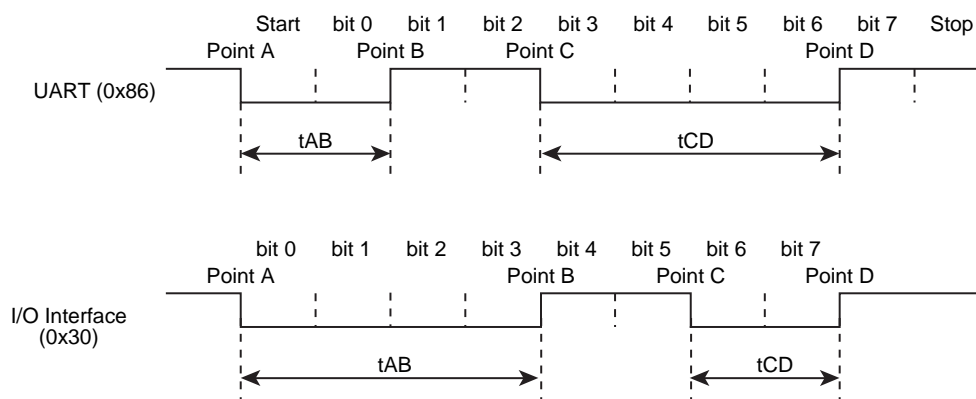 Start bit 0 bit 1 bit 2 bit 3 bit 4 bit 5 bit 6 bit 7 Stop
Point A Point B Point C Point D
UART (0x86)
tAB tCD
bit 0 bit 1 bit 2 bit 3 bit 4 bit 5 bit 6 bit 7
Point A Point B Point C Point D
I/O Interface
(0x30)
tAB tCD